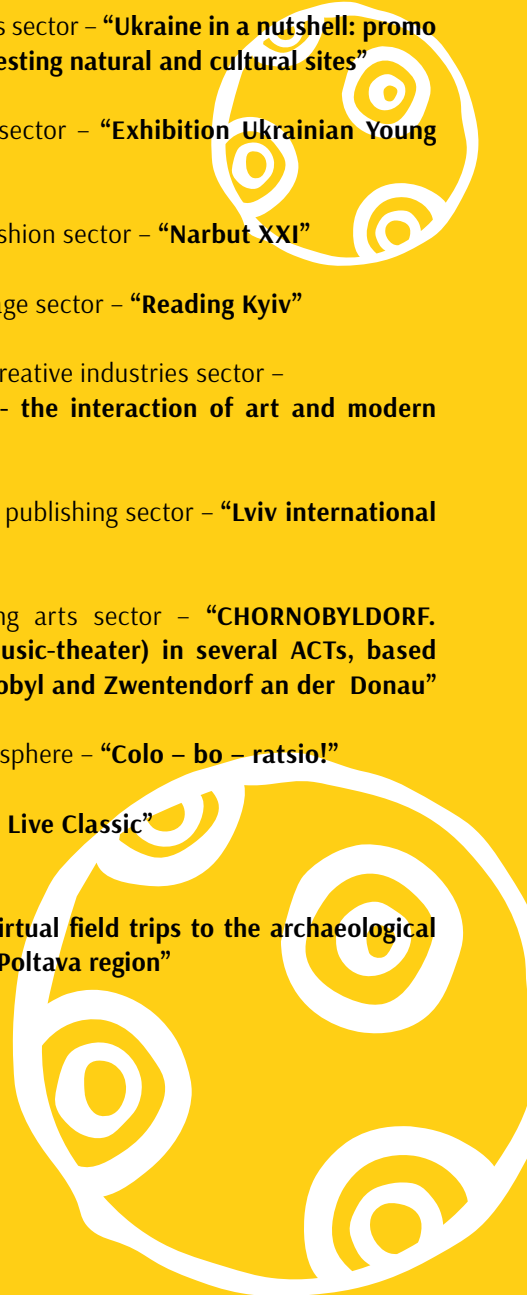 s sector – “Ukraine in a nutshell: promo
esting natural and cultural sites”
sector – “Exhibition Ukrainian Young
shion sector – “Narbut XXI”
age sector – “Reading Kyiv”
reative industries sector –
- the interaction of art and modern
publishing sector – “Lviv international
ng arts sector – “CHORNOBYLDORF.
usic-theater) in several ACTs, based
obyl and Zwentendorf an der Donau”
sphere – “Colo – bo – ratsio!”
Live Classic”
irtual field trips to the archaeological
Poltava region”